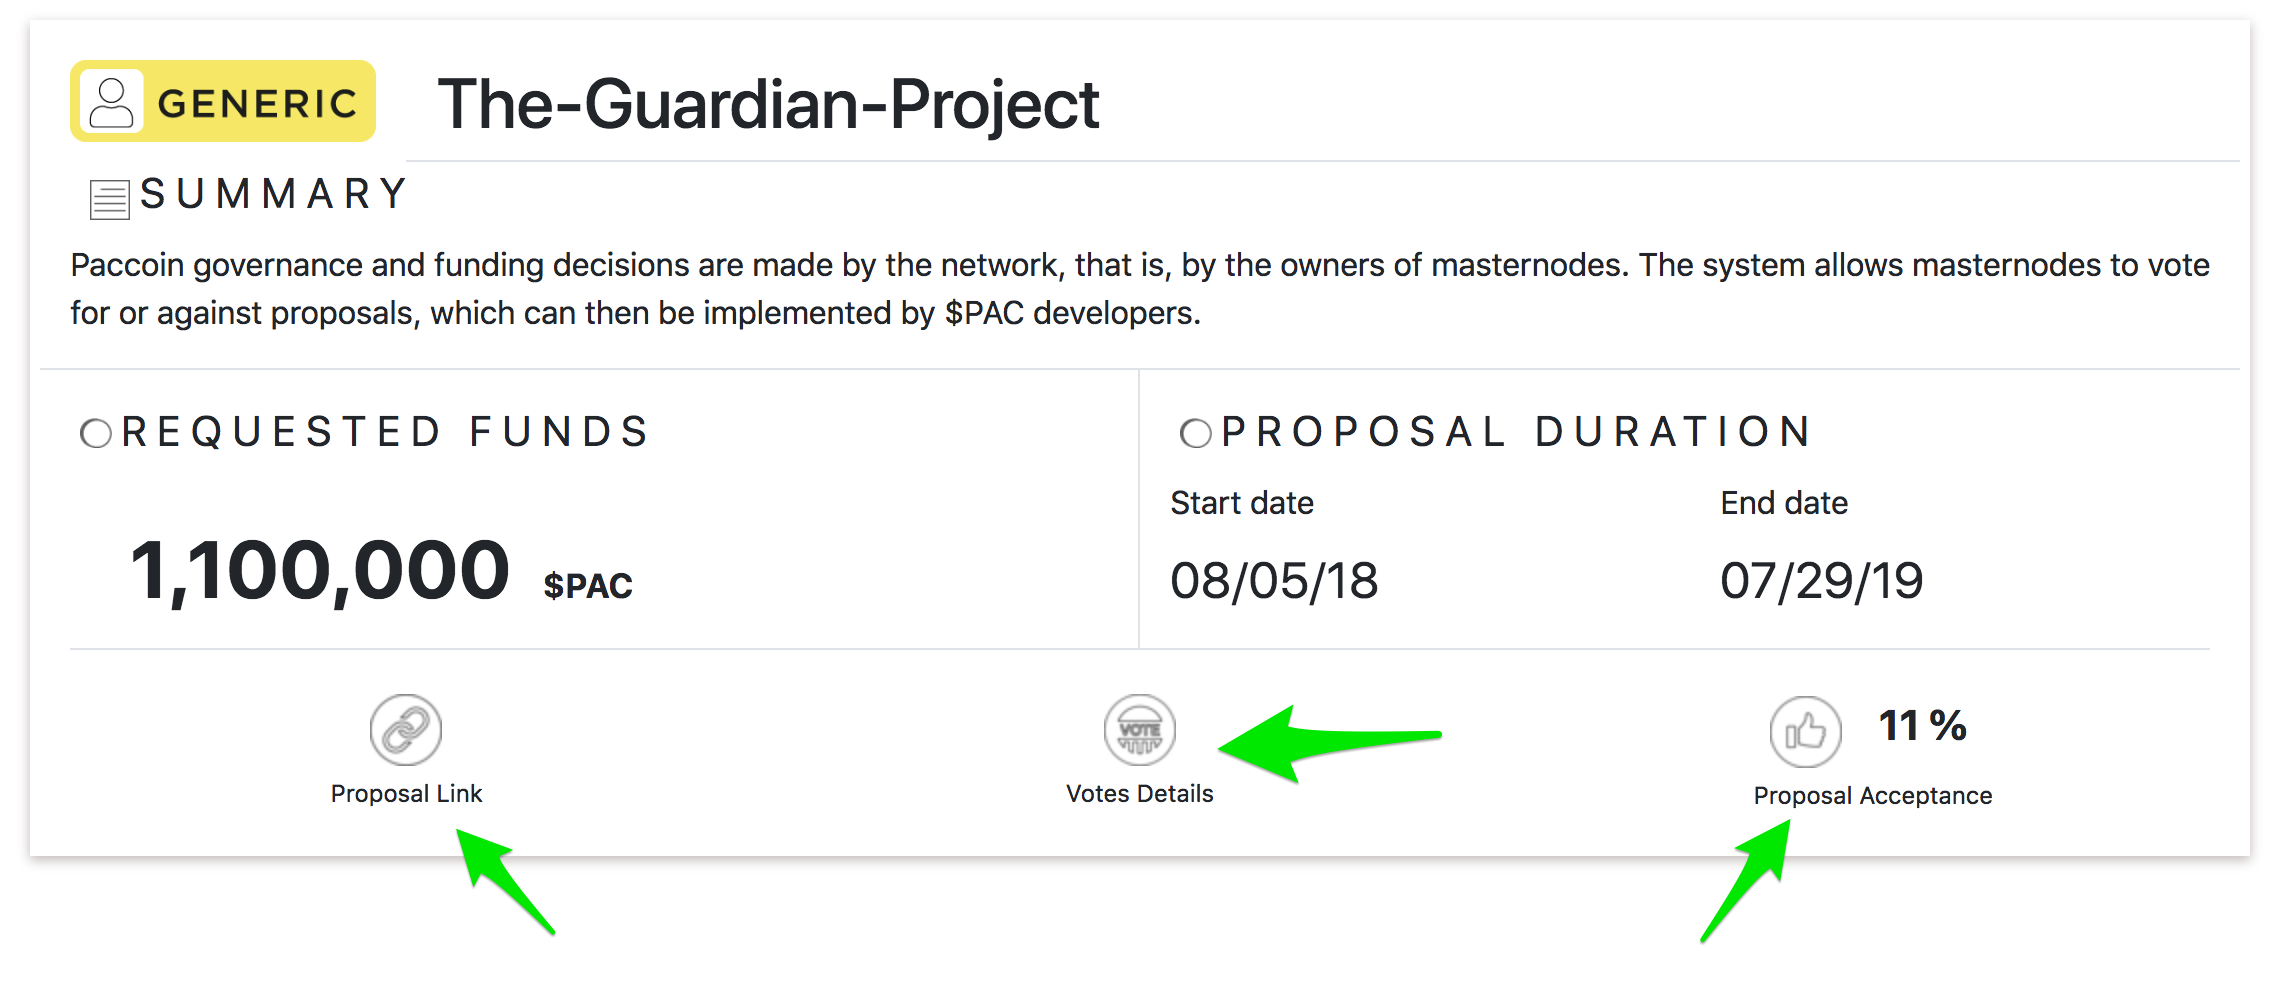 GENERIC
The-Guardian-Project
SUMMARY
Paccoin governance and funding decisions are made by the network, that is, by the owners of masternodes. The system allows masternodes to vote
for or against proposals, which can then be implemented by $PAC developers.
REQUESTED FUNDS
1,100,000 $PAC
PROPOSAL DURATION
Start date
End date
08/05/18
07/29/19
Proposal Link
VOTE
Votes Details
11 %
Proposal Acceptance